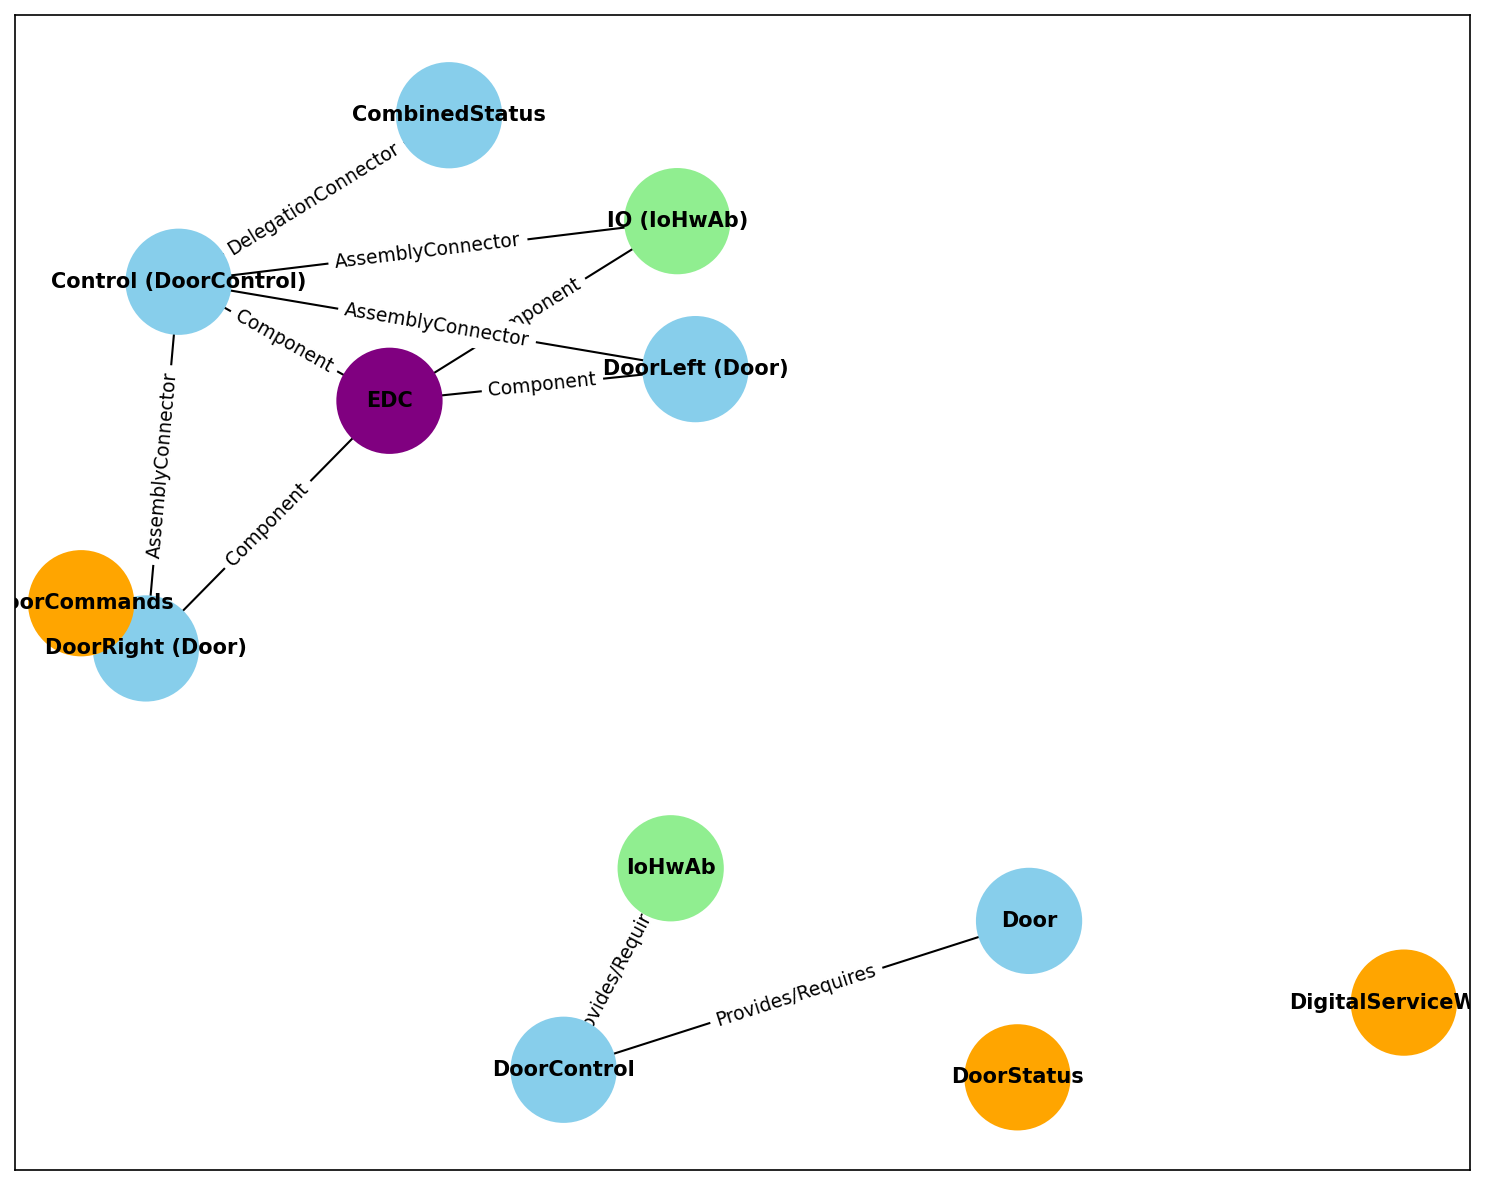 CombinedStatus
DelegationConnector
IO (IoHwAb)
AssemblyConnector
Control (DoorControl)
mponent
AssemblyConnector
Component
DoorLeft (Door)
Component
EDC
AssemblyConnector
Component
oorCommands
DoorRight (Door)
IoHwAb
ovides/Requir
Door
Provides/Requires
DigitalServiceW
DoorControl
DoorStatus